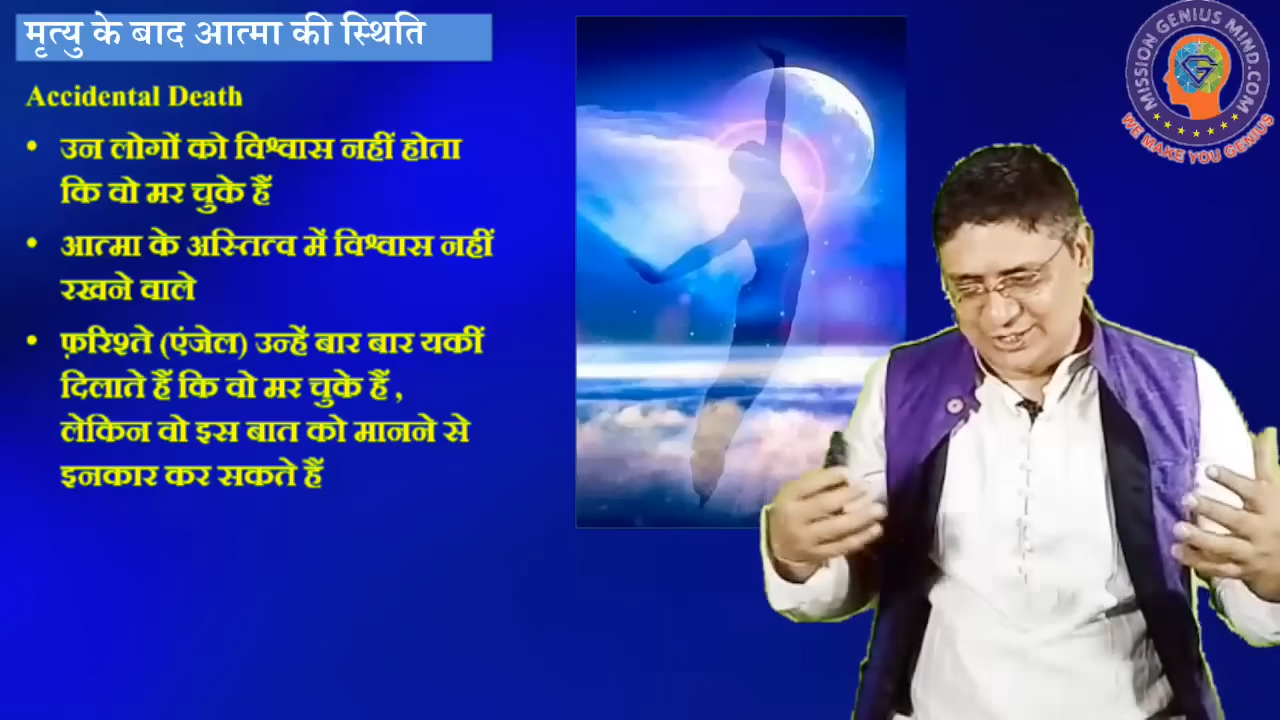 मृत्यु के बाद आत्मा की स्थिति
Accidental Death
• उन लोगों को विश्वास नहीं होता
कि वो मर चुके हैं
• आत्मा के अस्तित्व में विश्वास नहीं
रखने वाले
• फ़रिश्ते (एंजेल) उन्हें बार बार यकीं
दिलाते हैं कि वो मर चुके हैं ,
लेकिन वो इस बात को मानने से
इनकार कर सकते हैं
MISSION GENIUS MIND.COM
G
WE MAKE YOU GENIUS